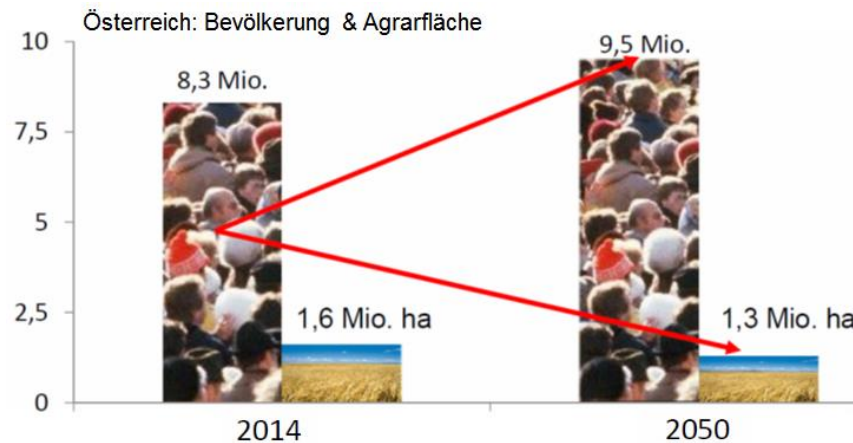 Österreich: Bevölkerung & Agrarfläche
10
7,5
5
2,5
0
8,3 Mio.
1,6 Mio. ha
9,5 Mio.
1,3 Mio. ha
2014
2050